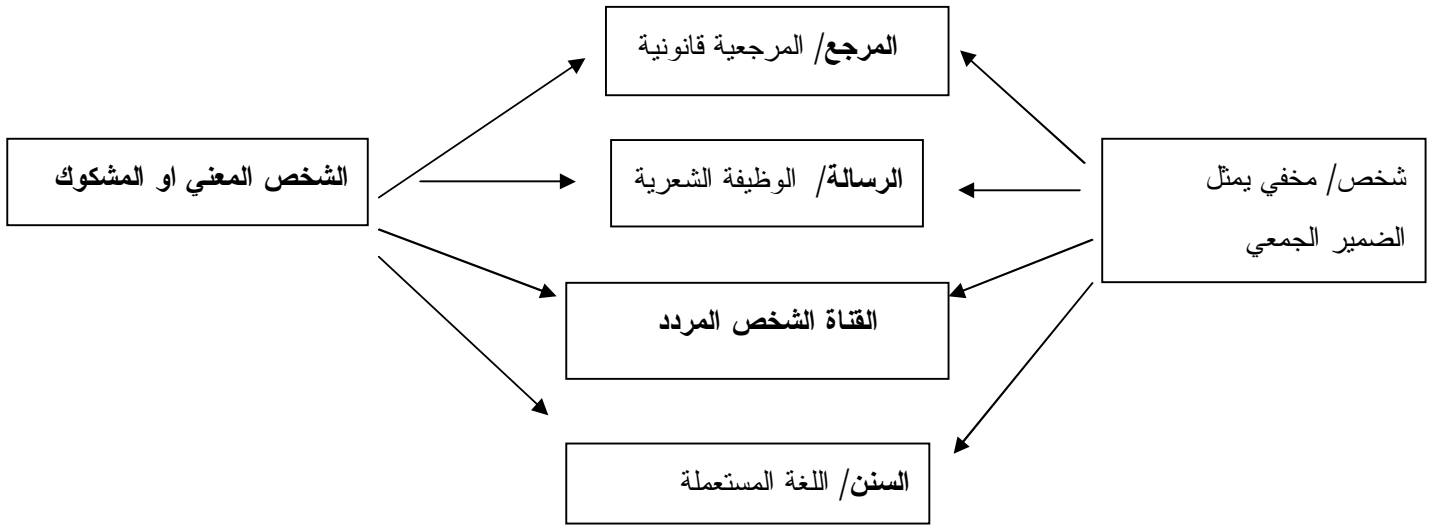 المرجع/ المرجعية قانونية
شخص/ مخفي يمثل
الضمير الجمعي
الرسالة/ الوظيفة الشعرية
الشخص المعني او المشكوك
القناة الشخص المردد
السنن/ اللغة المستعملة